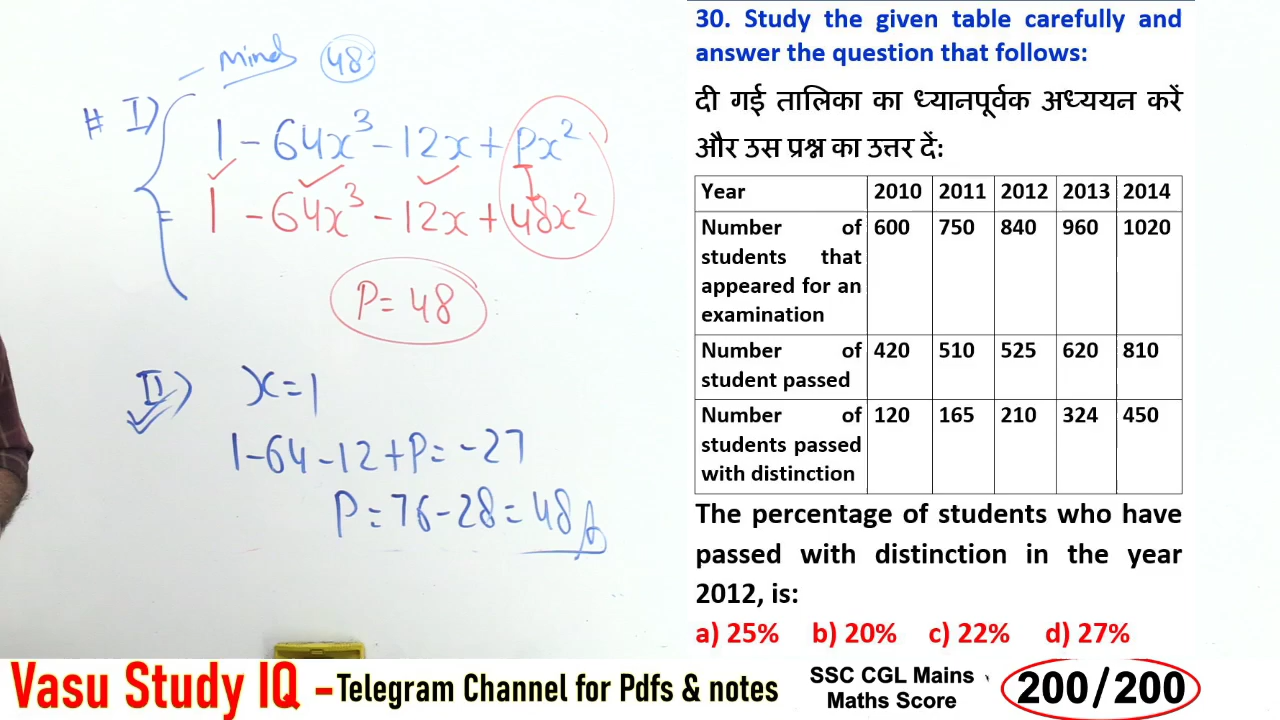 minds 48
# I)
1 - 64x³ - 12x + Px²
= 1 - 64x³ - 12x + 48x²
P = 48
II) x = 1
1 - 64 - 12 + P = -27
P = 76 - 28 = 48 A
30. Study the given table carefully and
answer the question that follows:
दी गई तालिका का ध्यानपूर्वक अध्ययन करें
और उस प्रश्न का उत्तर दें:
Year 2010 2011 2012 2013 2014
Number of 600 750 840 960 1020
students that
appeared for an
examination
Number of 420 510 525 620 810
student passed
Number of 120 165 210 324 450
students passed
with distinction
The percentage of students who have
passed with distinction in the year
2012, is:
a) 25% b) 20% c) 22% d) 27%
Vasu Study IQ - Telegram Channel for Pdfs & notes
SSC CGL Mains
Maths Score
200/200